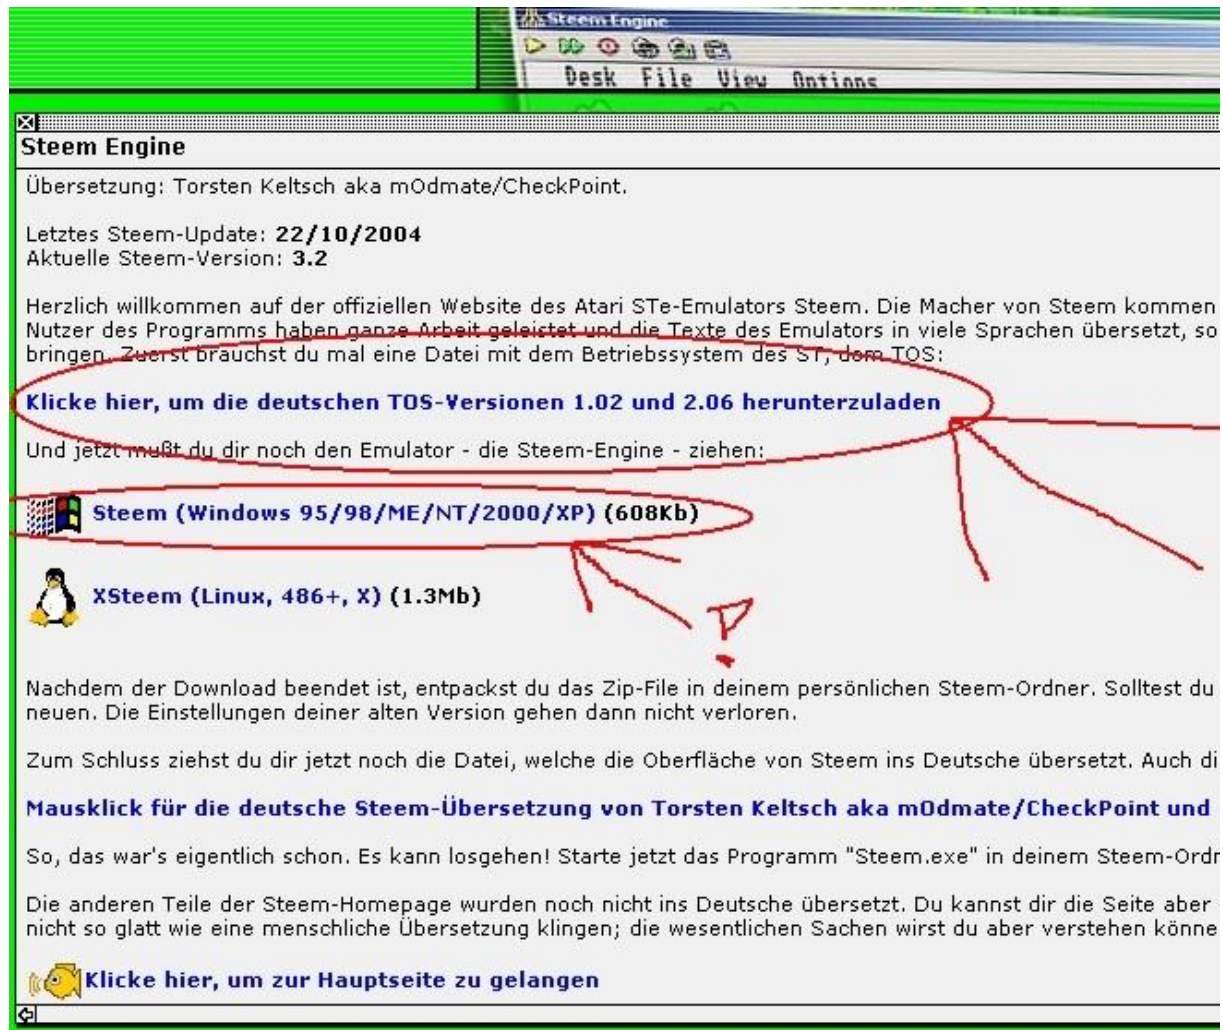 Steem Engine
Desk File View Options
Steem Engine
Übersetzung: Torsten Keltsch aka mOdmate/CheckPoint.
Letztes Steem-Update: 22/10/2004
Aktuelle Steem-Version: 3.2
Herzlich willkommen auf der offiziellen Website des Atari STe-Emulators Steem. Die Macher von Steem kommen
Nutzer des Programms haben ganze Arbeit geleistet und die Texte des Emulators in viele Sprachen übersetzt, so
bringen. Zuerst brauchst du mal eine Datei mit dem Betriebssystem des ST, dem TOS:
Klicke hier, um die deutschen TOS-Versionen 1.02 und 2.06 herunterzuladen
Und jetzt mußt du dir noch den Emulator - die Steem-Engine - ziehen:
Steem (Windows 95/98/ME/NT/2000/XP) (608Kb)
XSteem (Linux, 486+, X) (1.3Mb)
Nachdem der Download beendet ist, entpackst du das Zip-File in deinem persönlichen Steem-Ordner. Solltest du
neuen. Die Einstellungen deiner alten Version gehen dann nicht verloren.
Zum Schluss ziehst du dir jetzt noch die Datei, welche die Oberfläche von Steem ins Deutsche übersetzt. Auch di
Mausklick für die deutsche Steem-Übersetzung von Torsten Keltsch aka mOdmate/CheckPoint und
So, das war's eigentlich schon. Es kann losgehen! Starte jetzt das Programm "Steem.exe" in deinem Steem-Ordn
Die anderen Teile der Steem-Homepage wurden noch nicht ins Deutsche übersetzt. Du kannst dir die Seite aber
nicht so glatt wie eine menschliche Übersetzung klingen; die wesentlichen Sachen wirst du aber verstehen könne
Klicke hier, um zur Hauptseite zu gelangen